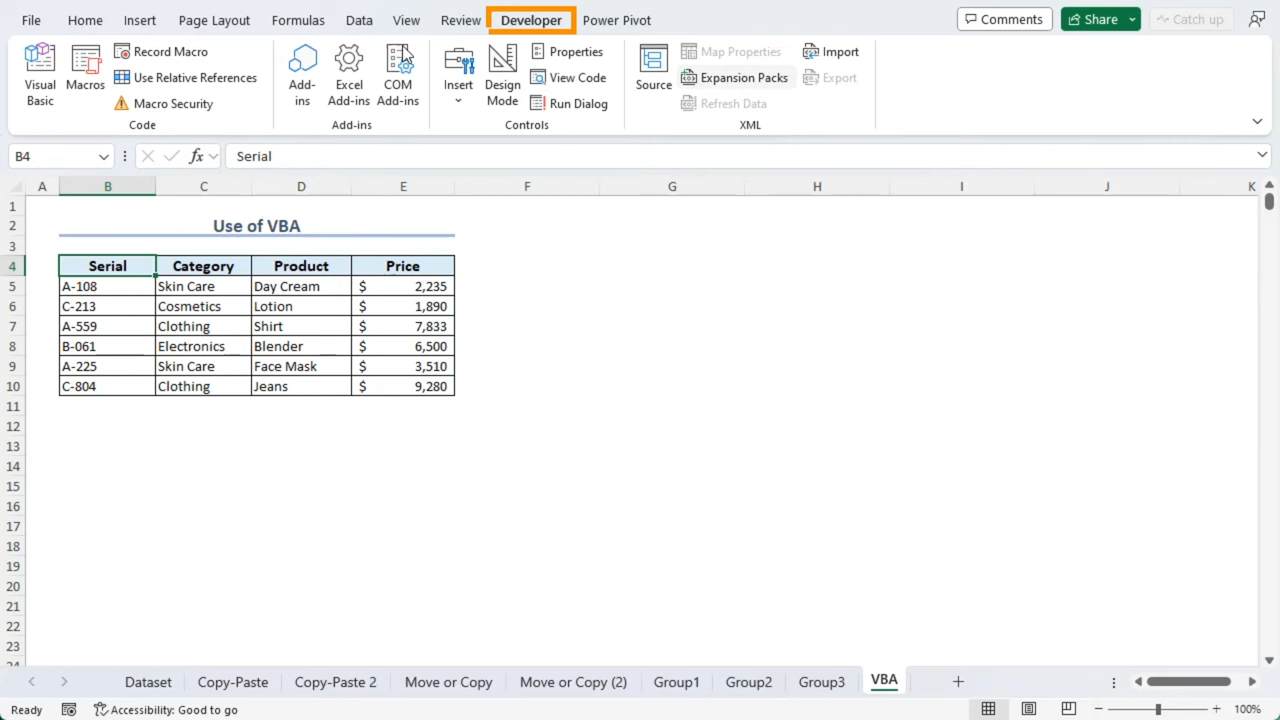 File Home Insert Page Layout Formulas Data View Review Developer Power Pivot Comments Share Catch up
Visual Basic
Macros
Record Macro
Use Relative References
Macro Security
Code
Add-ins
Excel Add-ins
COM Add-ins
Add-ins
Insert
Design Mode
Properties
View Code
Run Dialog
Controls
Source
Map Properties
Expansion Packs
Refresh Data
Import
Export
XML
B4 fx Serial
A B C D E F G H I J K
1
2 Use of VBA
3
4 Serial Category Product Price
5 A-108 Skin Care Day Cream $ 2,235
6 C-213 Cosmetics Lotion $ 1,890
7 A-559 Clothing Shirt $ 7,833
8 B-061 Electronics Blender $ 6,500
9 A-225 Skin Care Face Mask $ 3,510
10 C-804 Clothing Jeans $ 9,280
11
12
13
14
15
16
17
18
19
20
21
22
23
24
Dataset Copy-Paste Copy-Paste 2 Move or Copy Move or Copy (2) Group1 Group2 Group3 VBA
Ready Accessibility: Good to go 100%